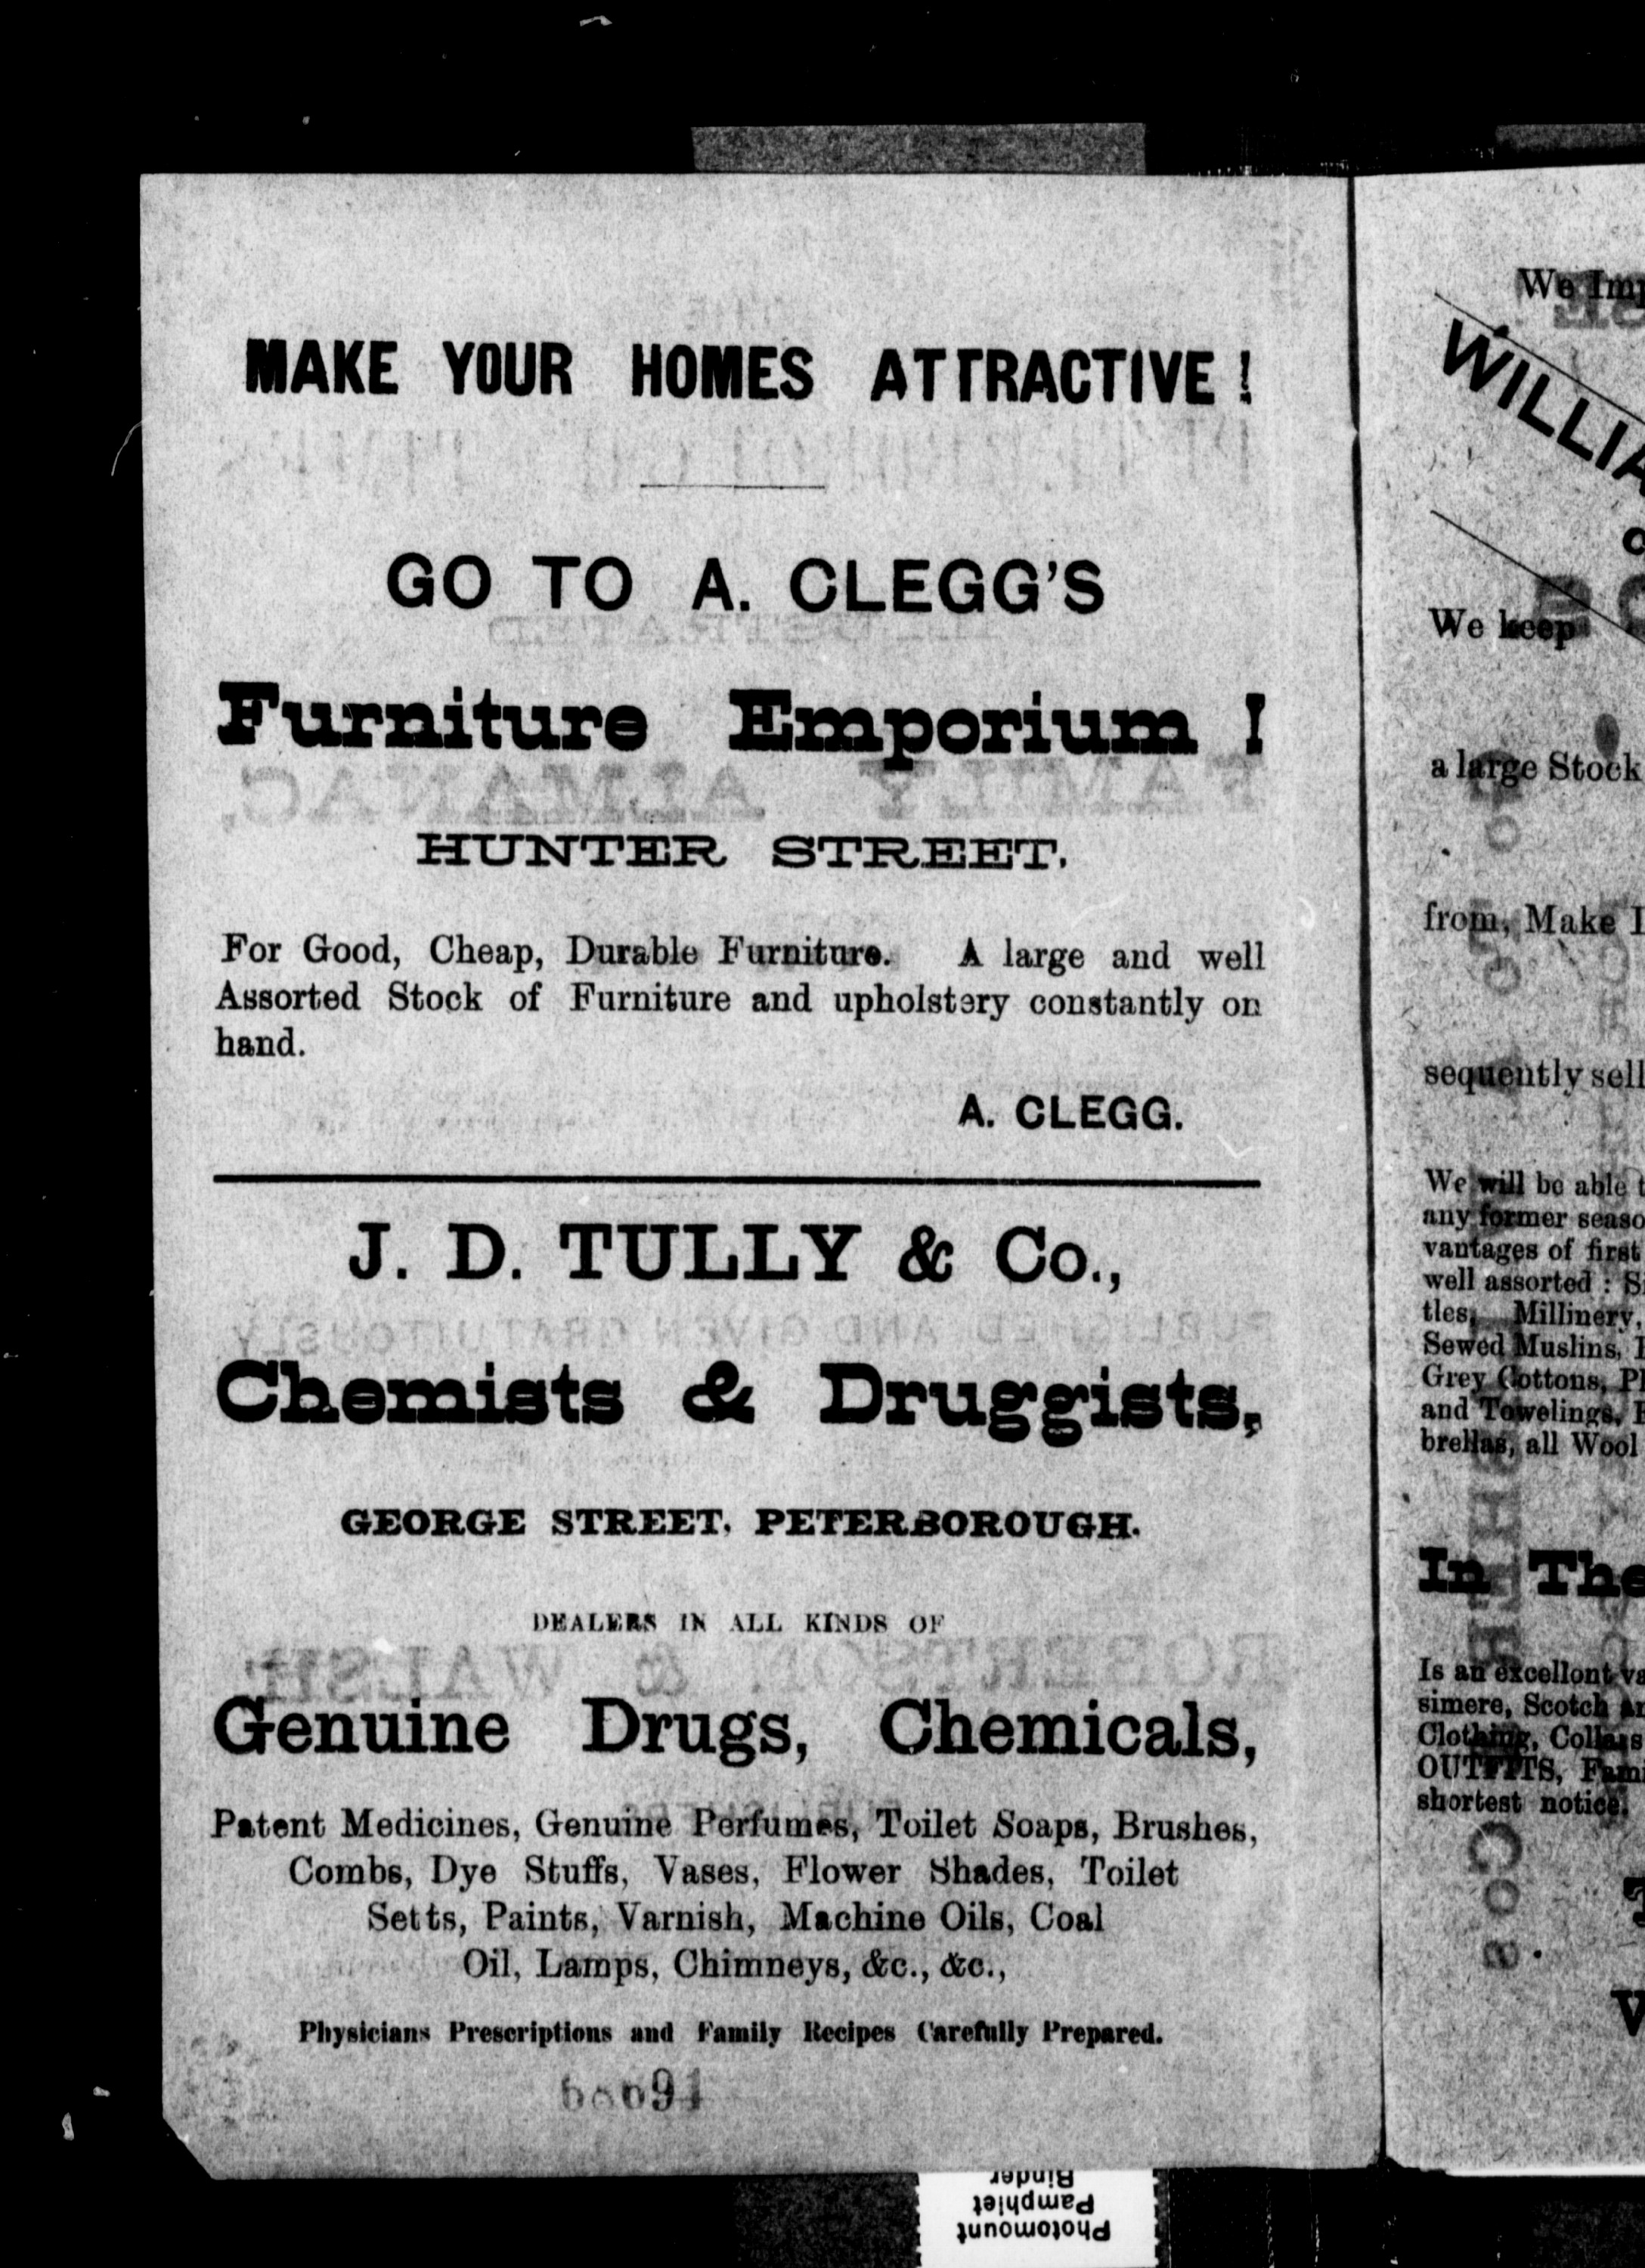 MAKE YOUR HOMES ATTRACTIVE!
GO TO A. CLEGG'S
Furniture Emporium !
HUNTER STREET.
For Good, Cheap, Durable Furniture. A large and well
Assorted Stock of Furniture and upholstery constantly on
hand.
A. CLEGG.
J. D. TULLY & Co.,
Chemists & Druggists,
GEORGE STREET, PETERBOROUGH.
DEALERS IN ALL KINDS OF
Genuine Drugs, Chemicals,
Patent Medicines, Genuine Perfumes, Toilet Soaps, Brushes,
Combs, Dye Stuffs, Vases, Flower Shades, Toilet
Setts, Paints, Varnish, Machine Oils, Coal
Oil, Lamps, Chimneys, &c., &c.,
Physicians Prescriptions and Family Recipes Carefully Prepared.
Photomount
Pamphlet
Binder
We
We keep
a large Stock
from, Make
sequently sell
We will be able
any former
vantages of first
well assorted :
tles, Millinery,
Sewed Muslins,
Grey Cottons,
and Towelings,
brellas, all Wool
In The
Is an excellont
simere, Scotch
Clothing, Collars
OUTFITS,
shortest notice.